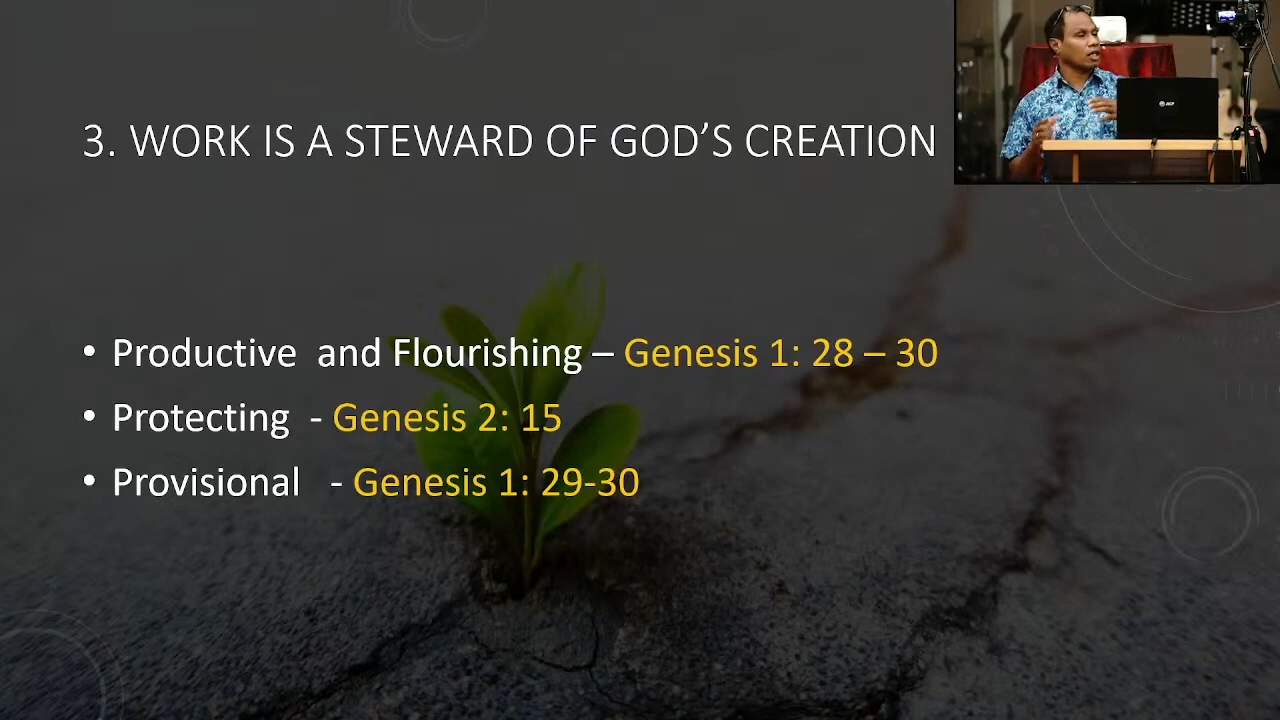 3. WORK IS A STEWARD OF GOD’S CREATION
• Productive and Flourishing – Genesis 1: 28 – 30
• Protecting - Genesis 2: 15
• Provisional - Genesis 1: 29-30